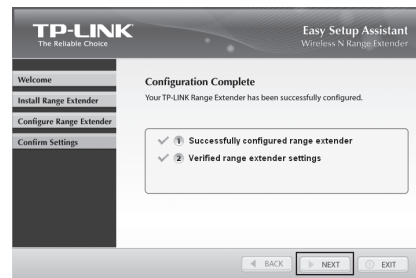 TP-LINK
The Reliable Choice
Easy Setup Assistant
Wireless N Range Extender
Welcome
Install Range Extender
Configure Range Extender
Confirm Settings
Configuration Complete
Your TP-LINK Range Extender has been successfully configured.
1 Successfully configured range extender
2 Verified range extender settings
BACK
NEXT
EXIT